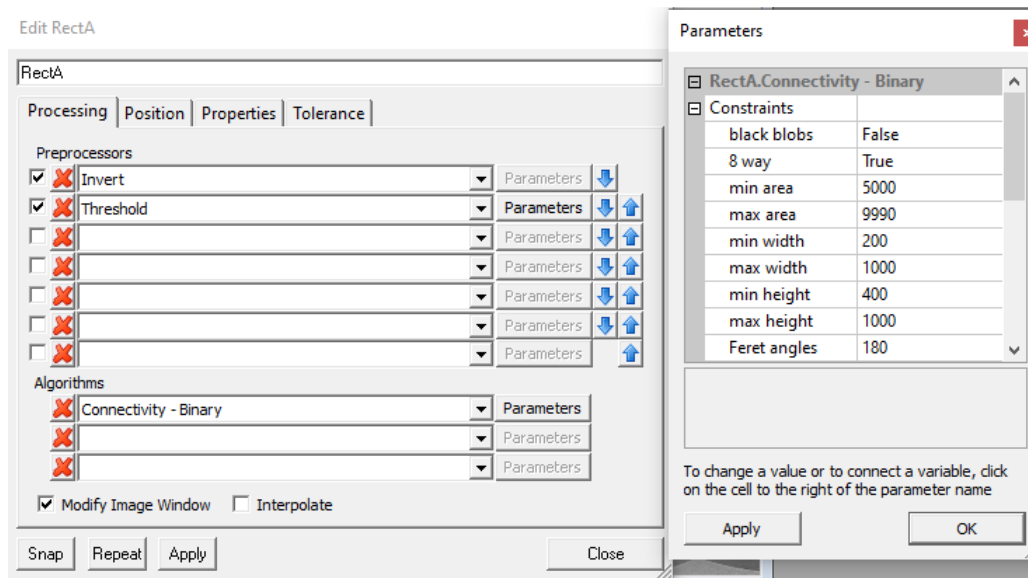 Edit RectA
RectA
Processing Position Properties Tolerance
Preprocessors
Invert Parameters
Threshold Parameters
Parameters
Parameters
Parameters
Parameters
Parameters
Algorithms
Connectivity - Binary Parameters
Parameters
Parameters
Modify Image Window Interpolate
Snap Repeat Apply Close
Parameters
RectA.Connectivity - Binary
Constraints
black blobs False
8 way True
min area 5000
max area 9990
min width 200
max width 1000
min height 400
max height 1000
Feret angles 180
To change a value or to connect a variable, click
on the cell to the right of the parameter name
Apply OK